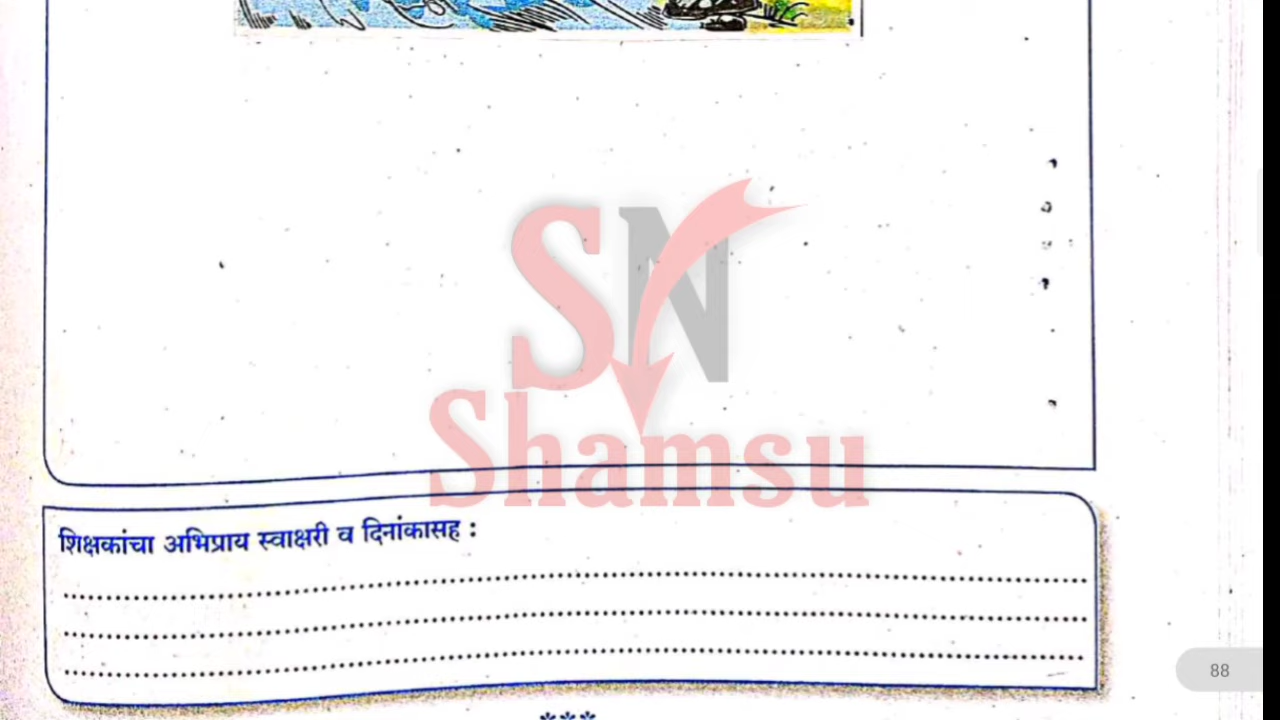 SN
Shamsu
शिक्षकांचा अभिप्राय स्वाक्षरी व दिनांकासह :
***
88